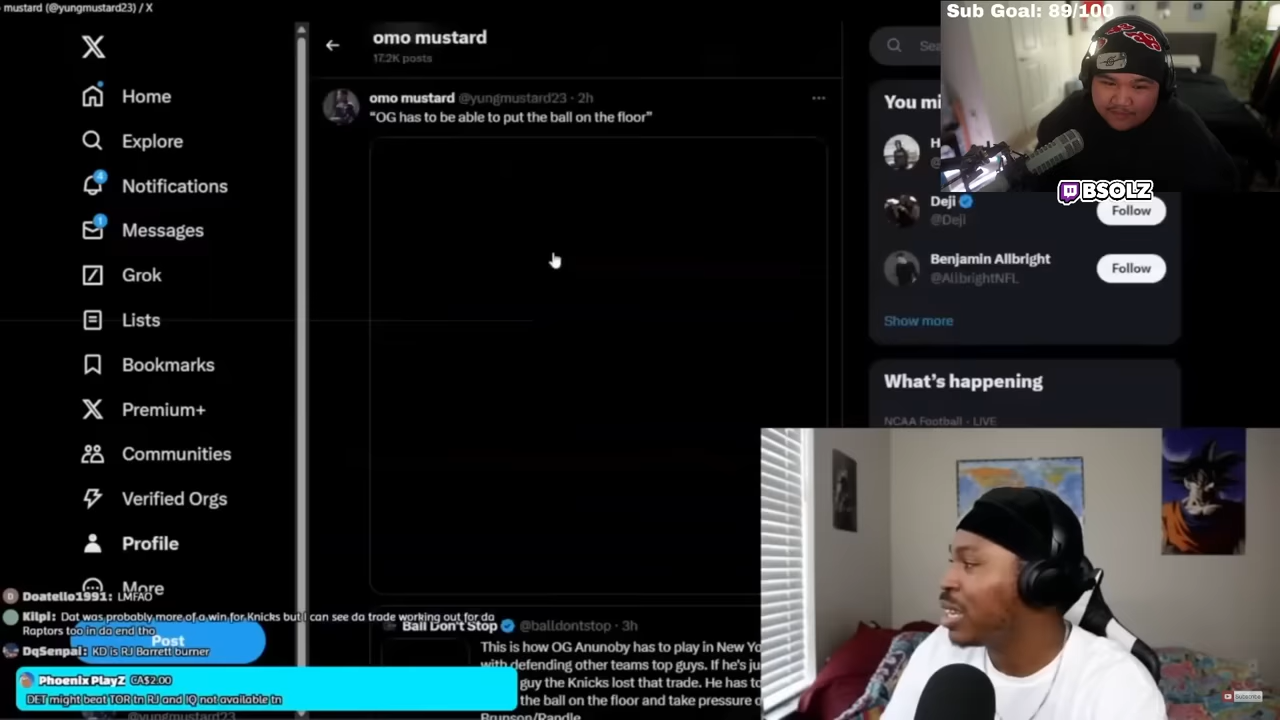 mustard (@yungmustard23) / X
Sub Goal: 89/100
omo mustard
17.2K posts
Home
Explore
Notifications
4
Messages
1
Grok
Lists
Bookmarks
Premium+
Communities
Verified Orgs
Profile
More
Post
omo mustard @yungmustard23 · 2h
“OG has to be able to put the ball on the floor”
Ball Don't Stop @balldontstop · 3h
This is how OG Anunoby has to play in New Yo
with defending other teams top guys. If he's ju
guy the Knicks lost that trade. He has to
the ball on the floor and take pressure o
Brunson/Randle
Sea
You mi
H
@
BSOLZ
Deji
@Deji
Follow
Benjamin Allbright
@AllbrightNFL
Follow
Show more
What's happening
NCAA Football · LIVE
Doatello1991: LMFAO
Kilpi: Dat was probably more of a win for Knicks but I can see da trade working out for da
Raptors too in da end tho
DqSenpai: KD is RJ Barrett burner
Phoenix PlayZ CA$2.00
DET might beat TOR tn RJ and IQ not available tn
@yungmustard23
Subscribe